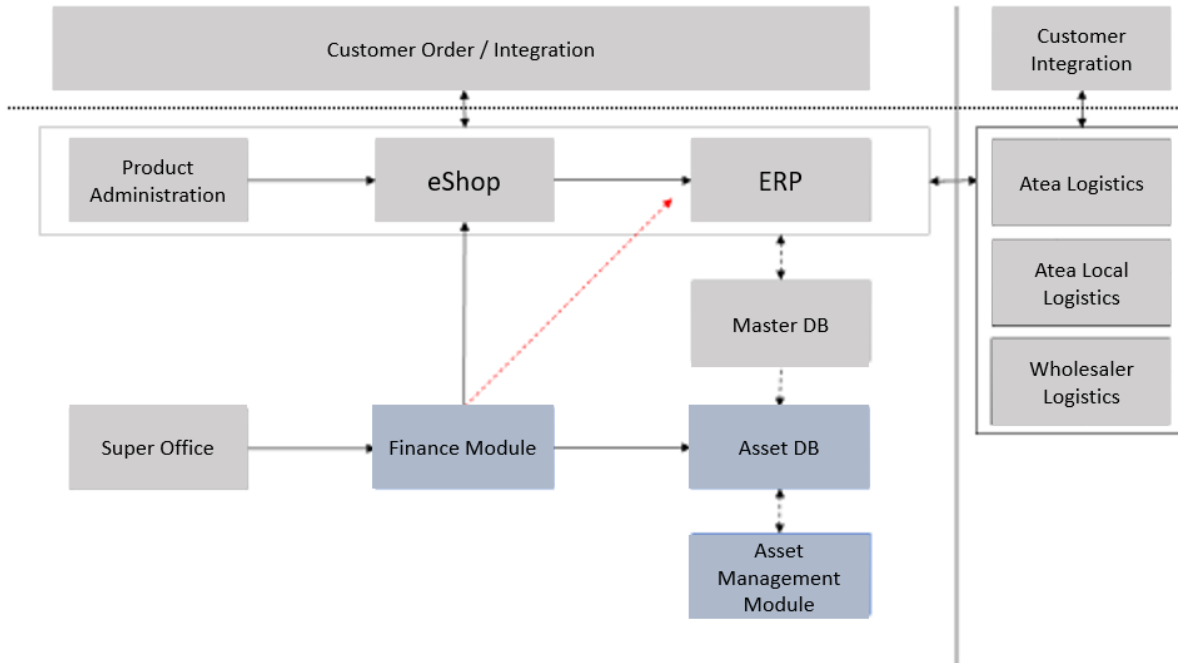 Customer Order / Integration
Customer
Integration
Product
Administration
eShop
ERP
Atea Logistics
Atea Local
Logistics
Master DB
Wholesaler
Logistics
Super Office
Finance Module
Asset DB
Asset
Management
Module